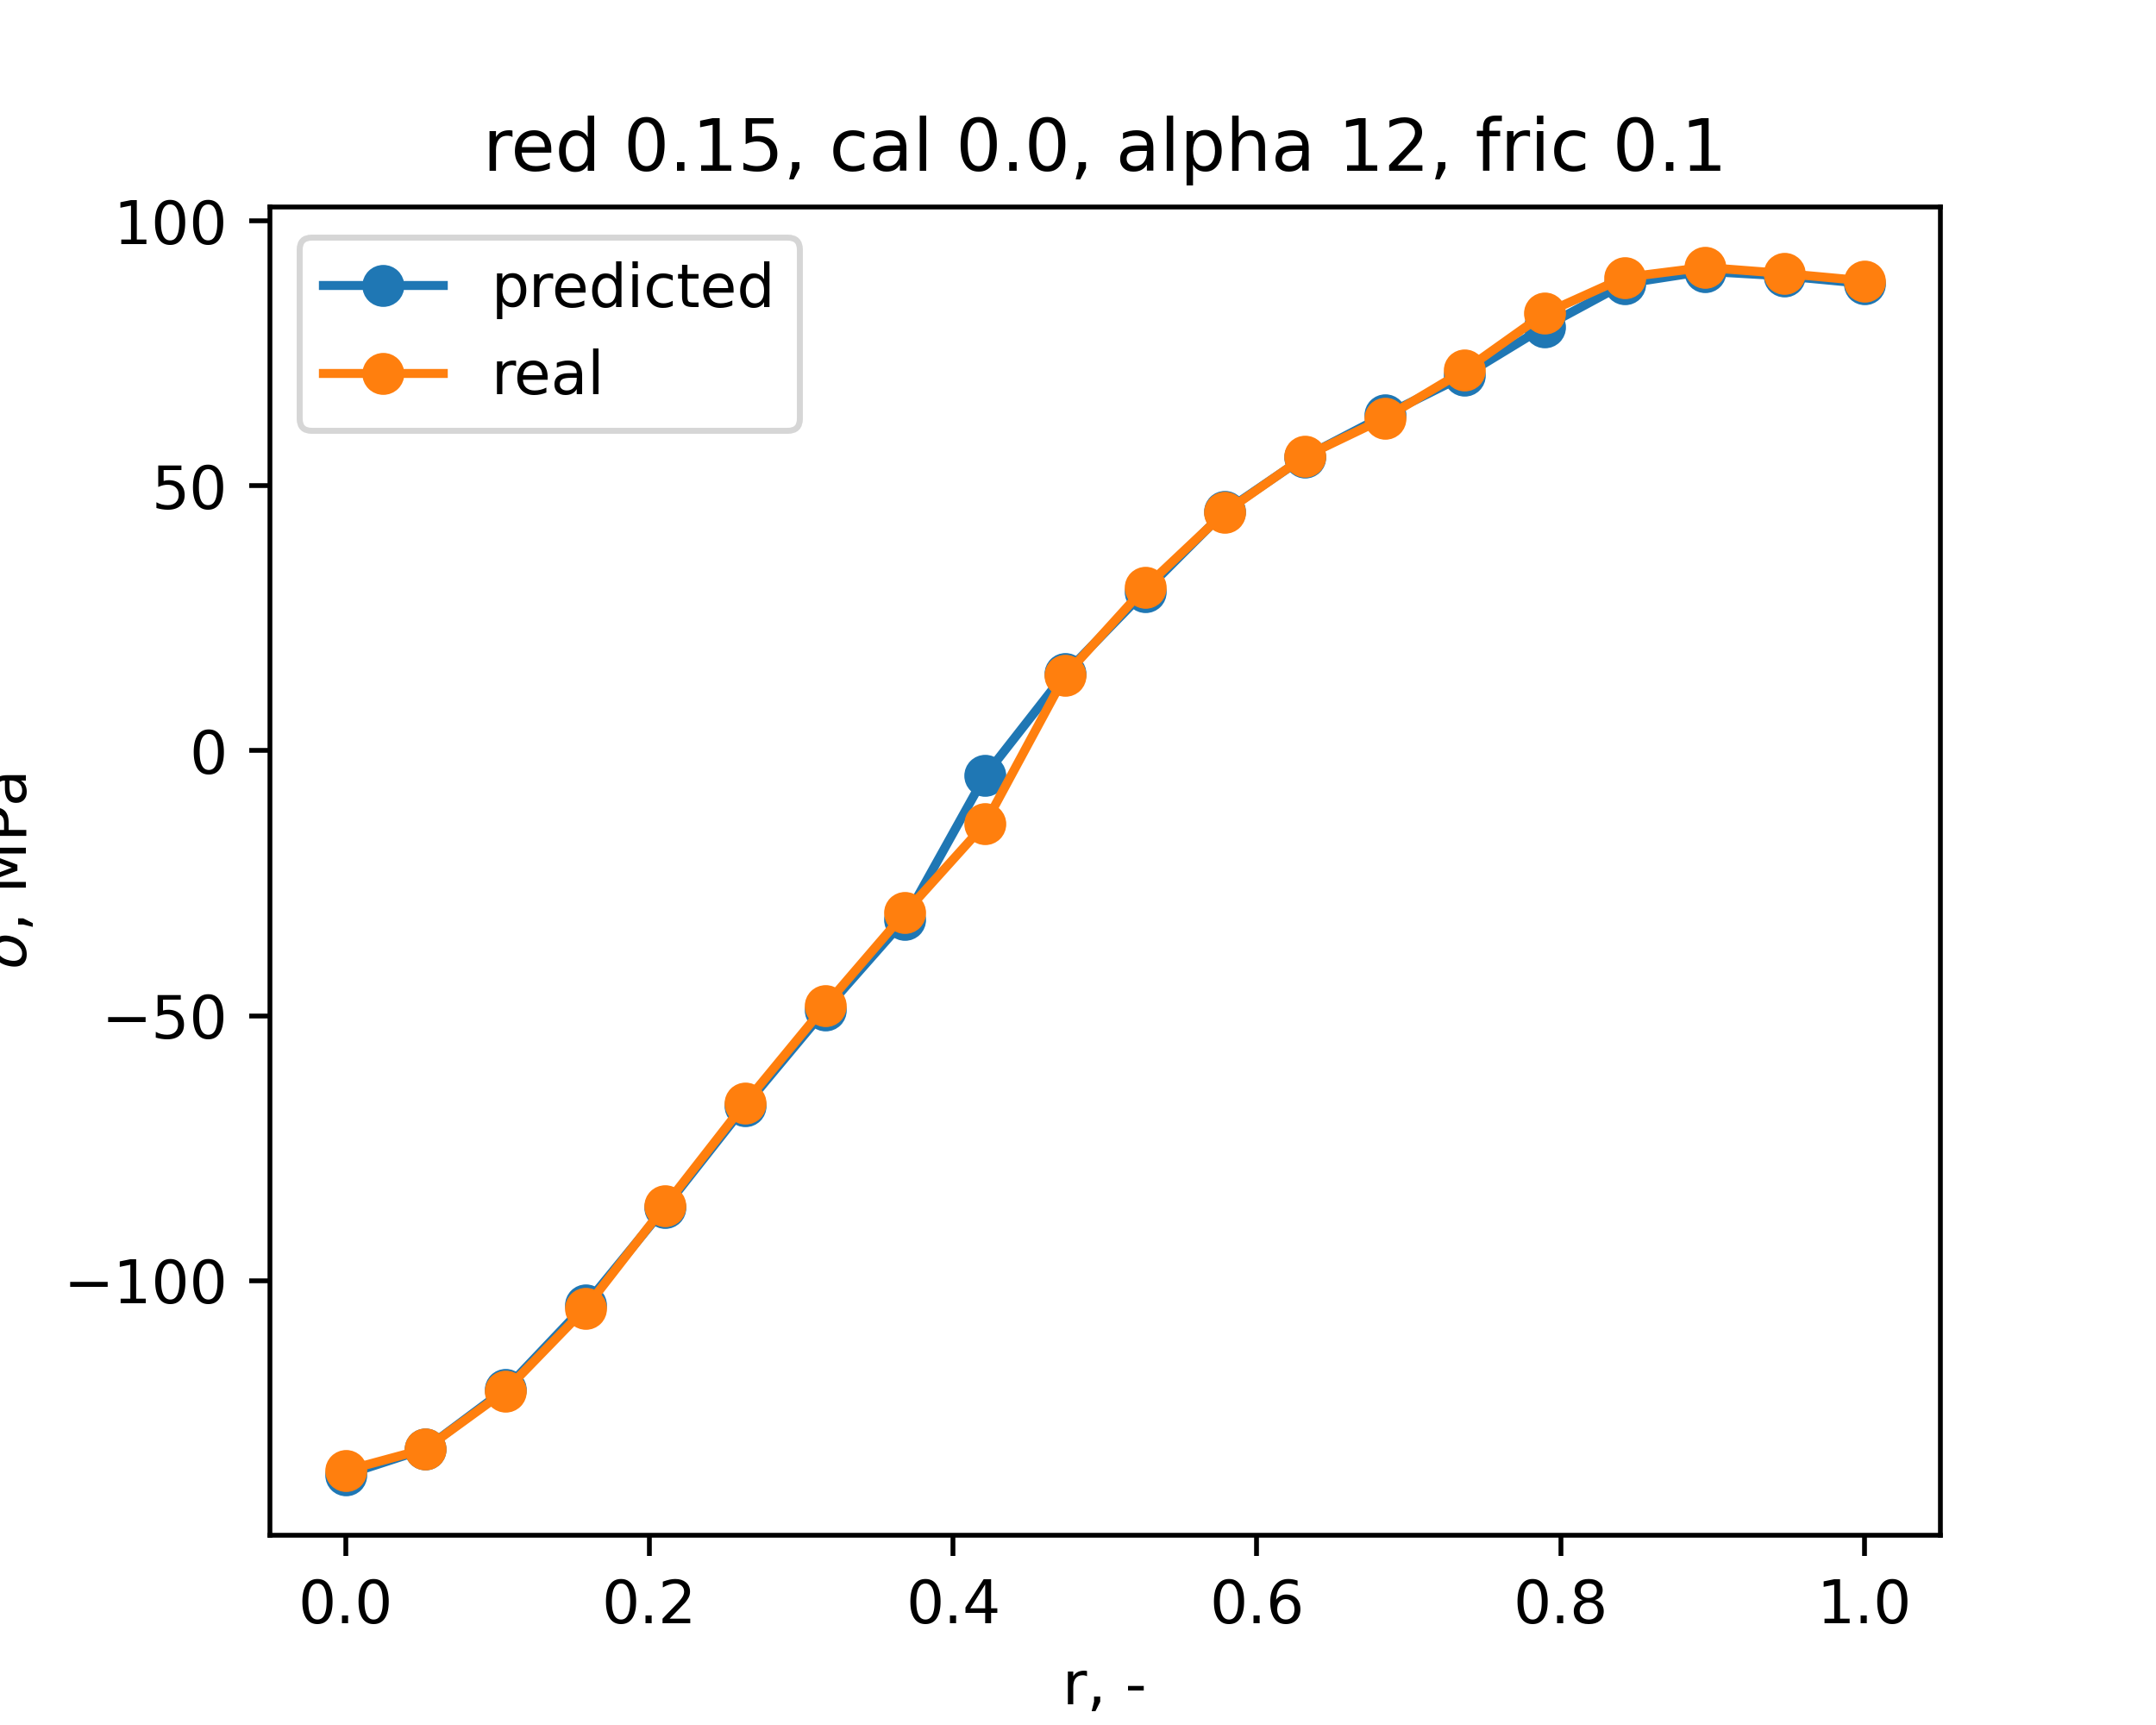 red 0.15, cal 0.0, alpha 12, fric 0.1
predicted
real
100
50
0
−50
−100
σ, MPa
0.0 0.2 0.4 0.6 0.8 1.0
r, -